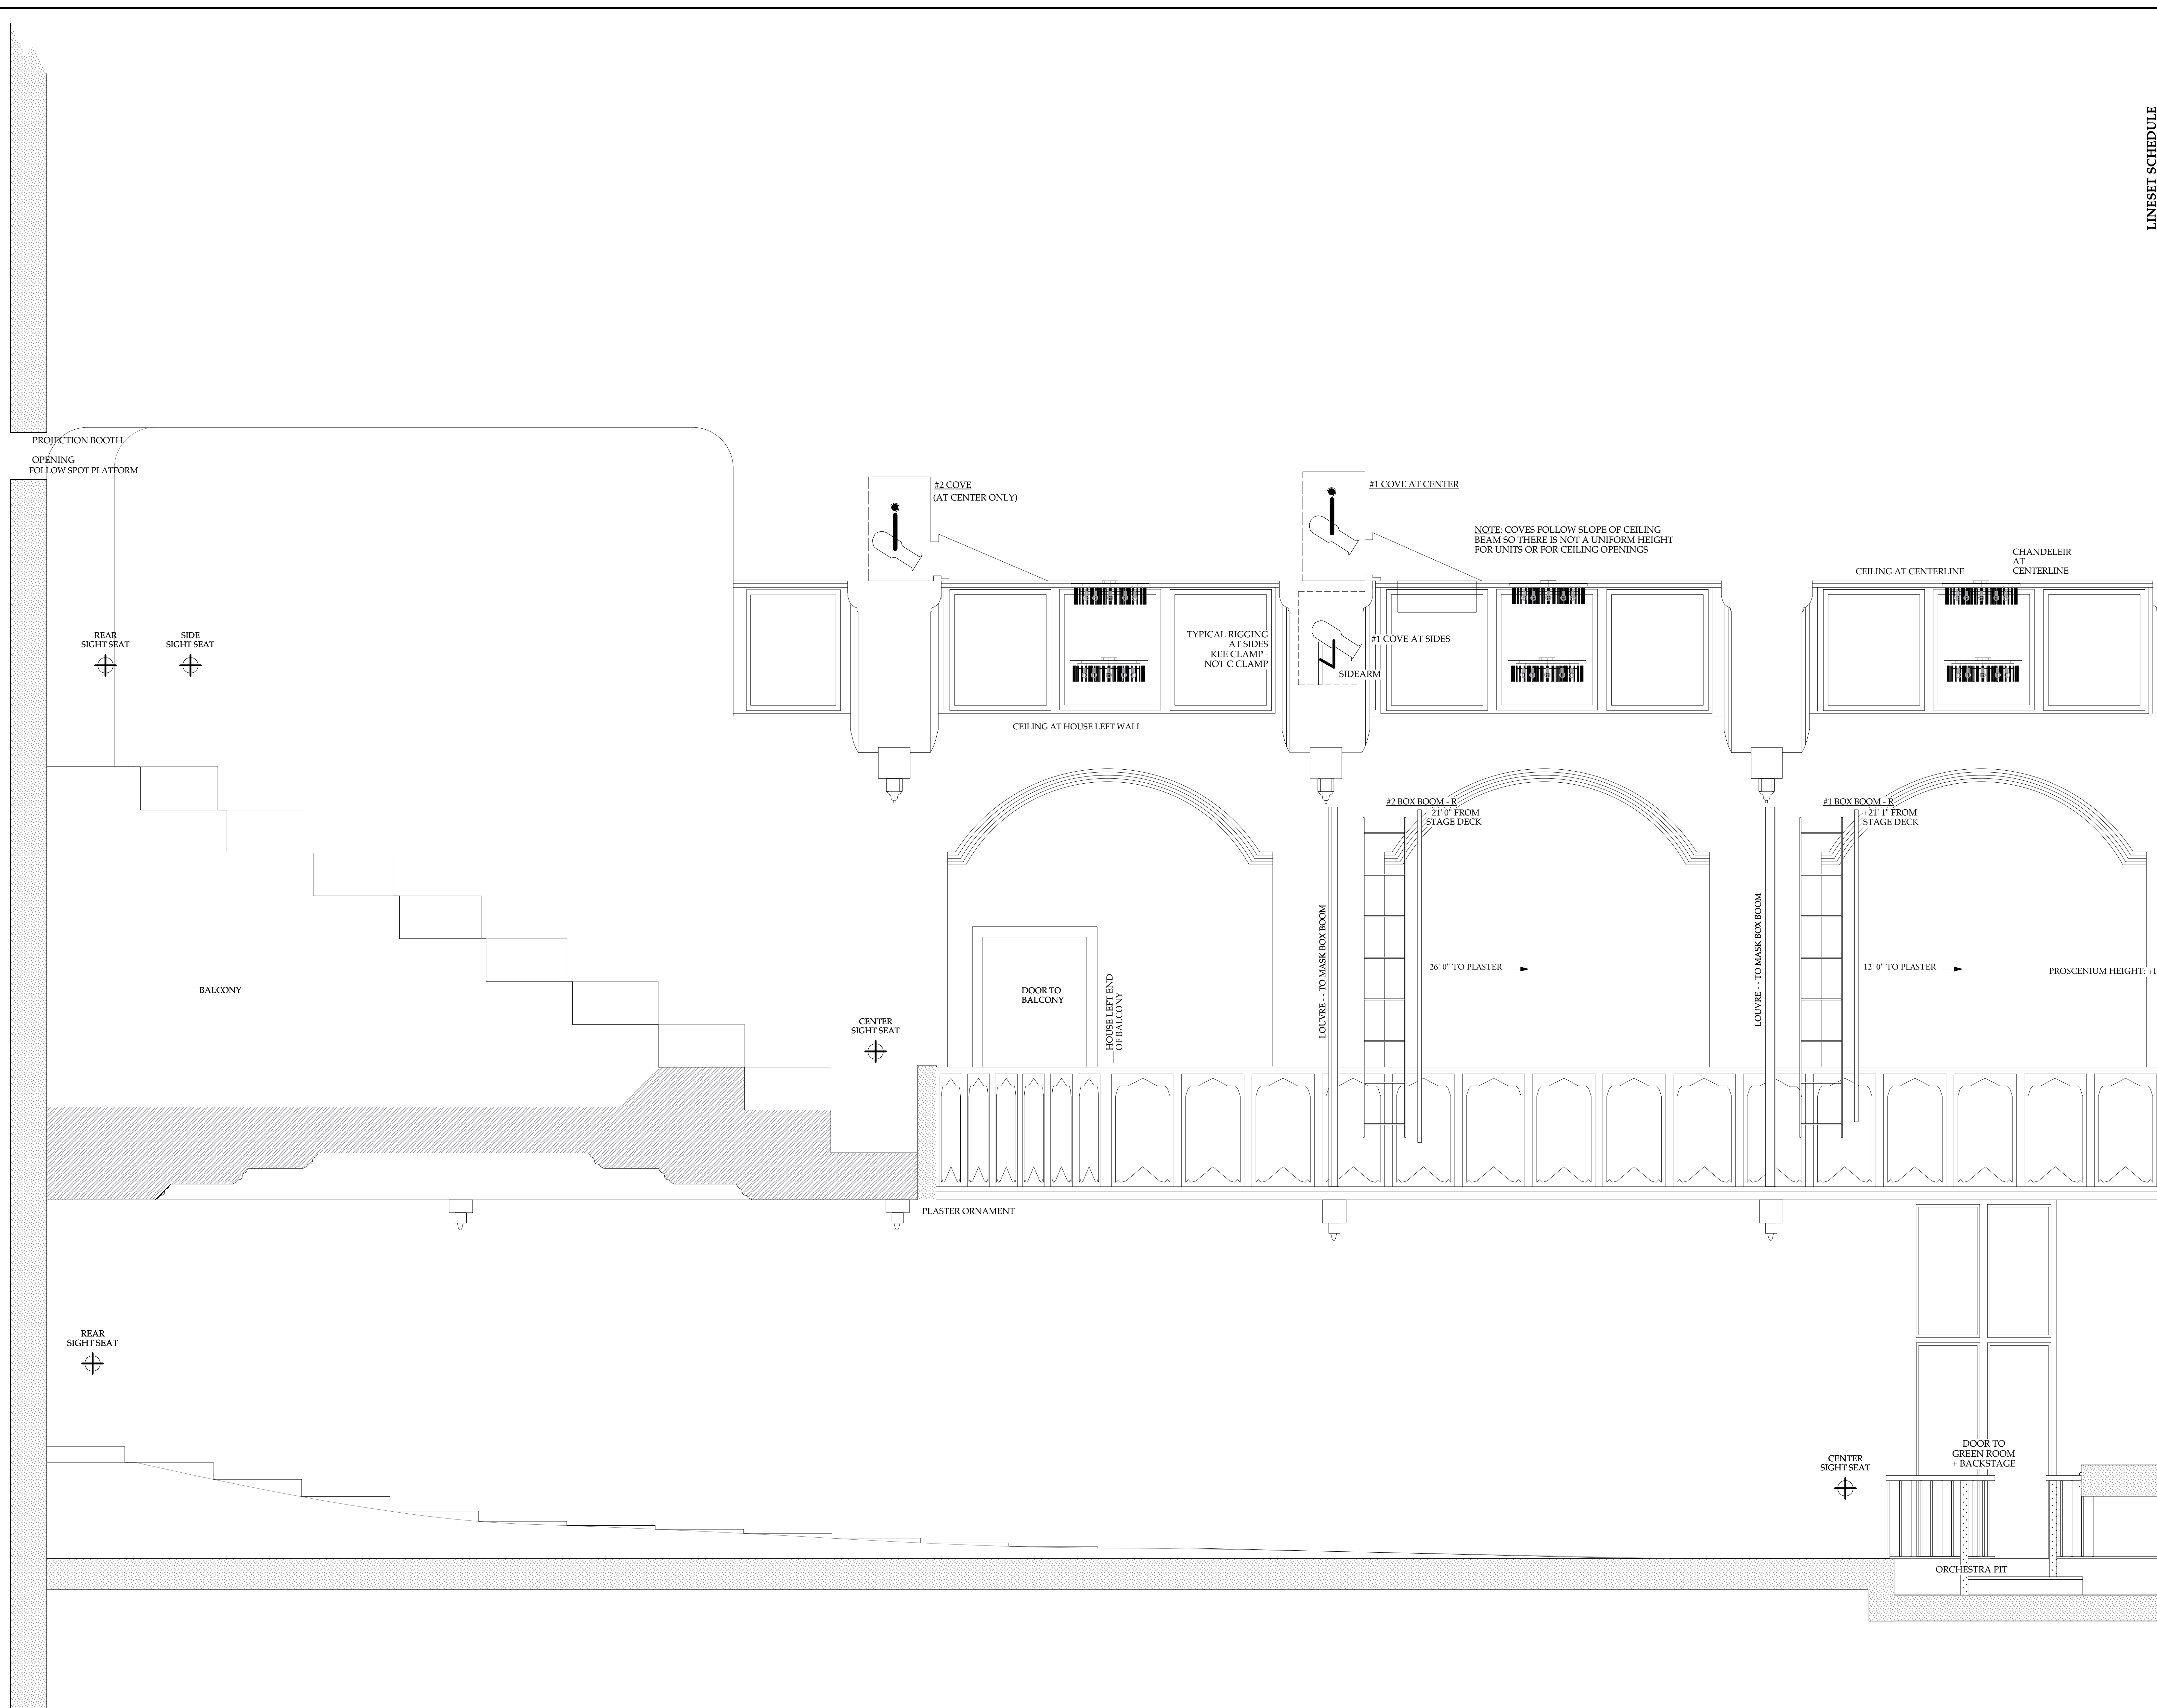 LINESET SCHEDULE
PROJECTION BOOTH
OPENING
FOLLOW SPOT PLATFORM
#2 COVE
(AT CENTER ONLY)
#1 COVE AT CENTER
NOTE: COVES FOLLOW SLOPE OF CEILING
BEAM SO THERE IS NOT A UNIFORM HEIGHT
FOR UNITS OR FOR CEILING OPENINGS
CHANDELEIR
AT
CENTERLINE
CEILING AT CENTERLINE
REAR
SIGHT SEAT
SIDE
SIGHT SEAT
TYPICAL RIGGING
AT SIDES
KEE CLAMP -
NOT C CLAMP
#1 COVE AT SIDES
SIDEARM
CEILING AT HOUSE LEFT WALL
#2 BOX BOOM - R
+21' 0" FROM
STAGE DECK
#1 BOX BOOM - R
+21' 1" FROM
STAGE DECK
LOUVRE - - TO MASK BOX BOOM
LOUVRE - - TO MASK BOX BOOM
26' 0" TO PLASTER
12' 0" TO PLASTER
PROSCENIUM HEIGHT: +1
BALCONY
DOOR TO
BALCONY
HOUSE LEFT END
OF BALCONY
CENTER
SIGHT SEAT
PLASTER ORNAMENT
REAR
SIGHT SEAT
CENTER
SIGHT SEAT
DOOR TO
GREEN ROOM
+ BACKSTAGE
ORCHESTRA PIT